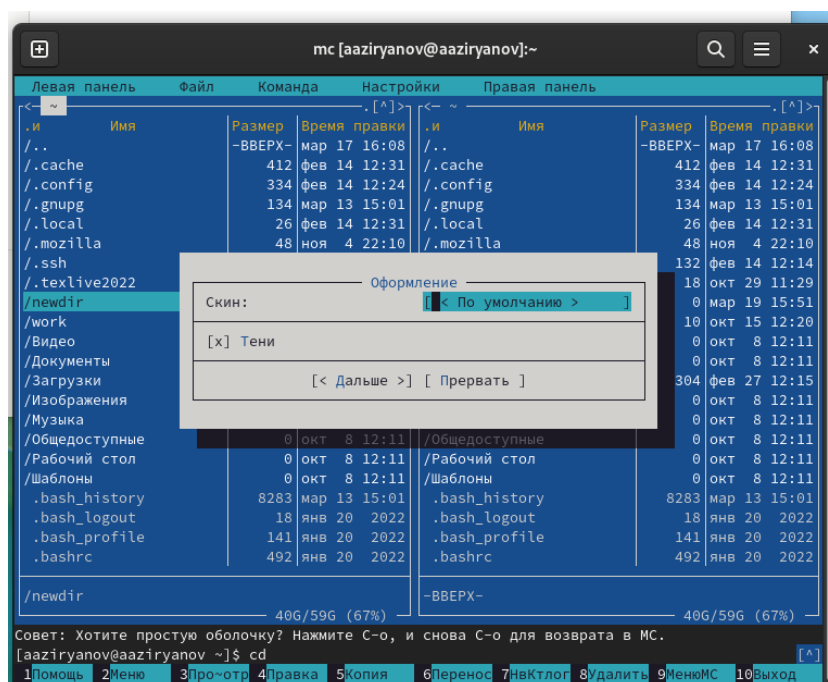 mc [aaziryanov@aaziryanov]:~
Левая панель Файл Команда Настройки Правая панель
<— ~ .[^]> <— ~ .[^]>
.и Имя Размер Время правки .и Имя Размер Время правки
/.. -ВВЕРХ- мар 17 16:08 /.. -ВВЕРХ- мар 17 16:08
/.cache 412 фев 14 12:31 /.cache 412 фев 14 12:31
/.config 334 фев 14 12:24 /.config 334 фев 14 12:24
/.gnupg 134 мар 13 15:01 /.gnupg 134 мар 13 15:01
/.local 26 фев 14 12:31 /.local 26 фев 14 12:31
/.mozilla 48 ноя 4 22:10 /.mozilla 48 ноя 4 22:10
/.ssh 132 фев 14 12:14
/.texlive2022 Оформление 18 окт 29 11:29
/newdir Скин: [ < По умолчанию > ] 0 мар 19 15:51
/work 10 окт 15 12:20
/Видео [x] Тени 0 окт 8 12:11
/Документы 0 окт 8 12:11
/Загрузки [< Дальше >] [ Прервать ] 304 фев 27 12:15
/Изображения 0 окт 8 12:11
/Музыка 0 окт 8 12:11
/Общедоступные 0 окт 8 12:11 /Общедоступные 0 окт 8 12:11
/Рабочий стол 0 окт 8 12:11 /Рабочий стол 0 окт 8 12:11
/Шаблоны 0 окт 8 12:11 /Шаблоны 0 окт 8 12:11
.bash_history 8283 мар 13 15:01 .bash_history 8283 мар 13 15:01
.bash_logout 18 янв 20 2022 .bash_logout 18 янв 20 2022
.bash_profile 141 янв 20 2022 .bash_profile 141 янв 20 2022
.bashrc 492 янв 20 2022 .bashrc 492 янв 20 2022
/newdir -ВВЕРХ-
40G/59G (67%) 40G/59G (67%)
Совет: Хотите простую оболочку? Нажмите C-o, и снова C-o для возврата в MC.
[aaziryanov@aaziryanov ~]$ cd [^]
1Помощь 2Меню 3Про~отр 4Правка 5Копия 6Перенос 7НвКтлог 8Удалить 9МенюМС 10Выход